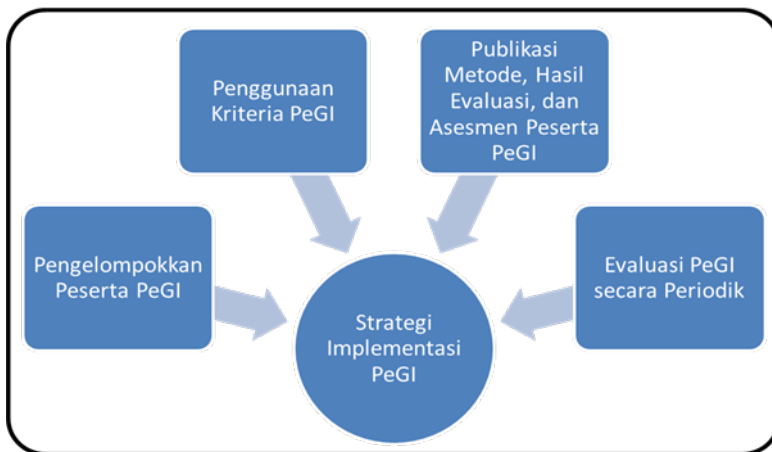 Pengelompokkan
Peserta PeGI
Penggunaan
Kriteria PeGI
Publikasi
Metode, Hasil
Evaluasi, dan
Asesmen Peserta
PeGI
Evaluasi PeGI
secara Periodik
Strategi
Implementasi
PeGI